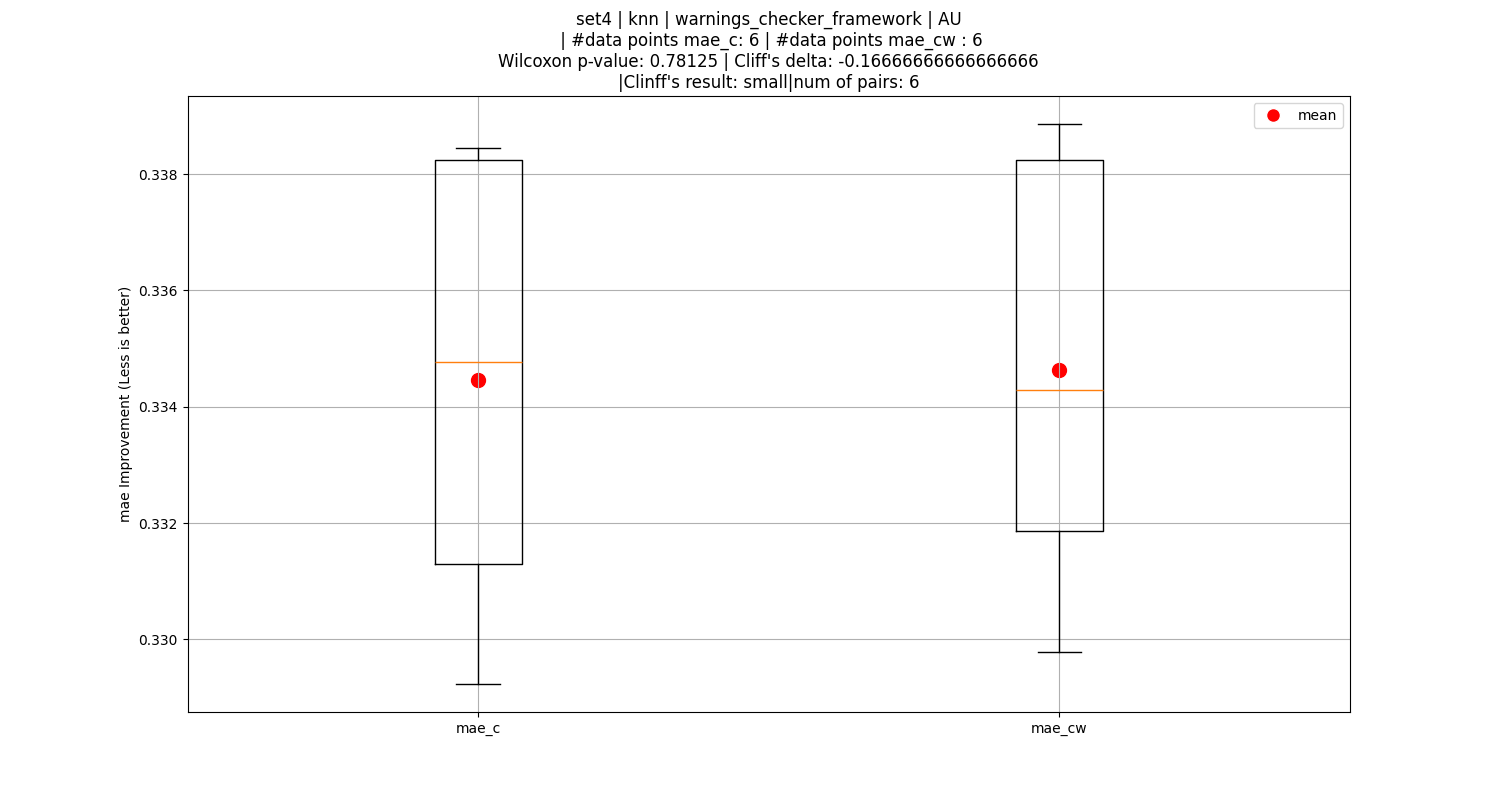 set4 | knn | warnings_checker_framework | AU
| #data points mae_c: 6 | #data points mae_cw : 6
Wilcoxon p-value: 0.78125 | Cliff's delta: -0.16666666666666666
|Clinff's result: small|num of pairs: 6
mean
mae Improvement (Less is better)
0.338
0.336
0.334
0.332
0.330
mae_c
mae_cw